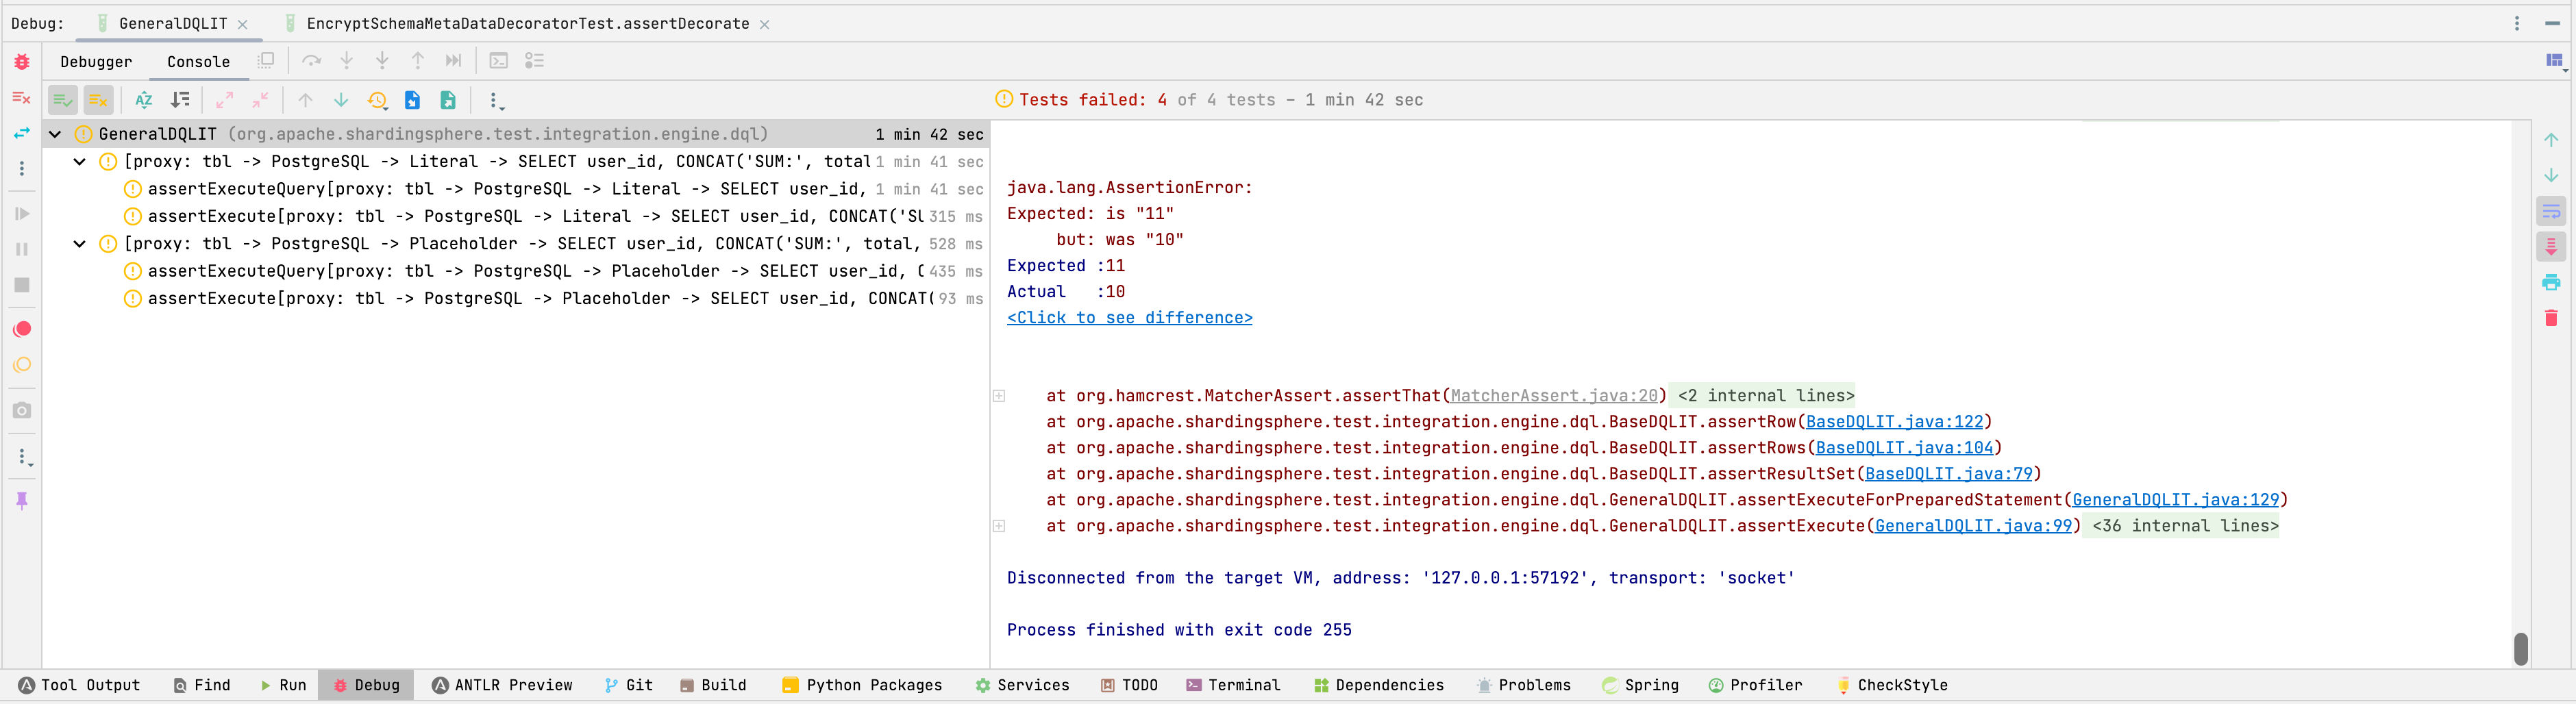 Debug: GeneralDQLIT EncryptSchemaMetaDataDecoratorTest.assertDecorate
Debugger Console
Tests failed: 4 of 4 tests – 1 min 42 sec
GeneralDQLIT (org.apache.shardingsphere.test.integration.engine.dql) 1 min 42 sec
[proxy: tbl -> PostgreSQL -> Literal -> SELECT user_id, CONCAT('SUM:', total 1 min 41 sec
assertExecuteQuery[proxy: tbl -> PostgreSQL -> Literal -> SELECT user_id, 1 min 41 sec
assertExecute[proxy: tbl -> PostgreSQL -> Literal -> SELECT user_id, CONCAT('SU 315 ms
[proxy: tbl -> PostgreSQL -> Placeholder -> SELECT user_id, CONCAT('SUM:', total, 528 ms
assertExecuteQuery[proxy: tbl -> PostgreSQL -> Placeholder -> SELECT user_id, C 435 ms
assertExecute[proxy: tbl -> PostgreSQL -> Placeholder -> SELECT user_id, CONCAT( 93 ms
java.lang.AssertionError:
Expected: is "11"
but: was "10"
Expected :11
Actual :10
<Click to see difference>
at org.hamcrest.MatcherAssert.assertThat(MatcherAssert.java:20) <2 internal lines>
at org.apache.shardingsphere.test.integration.engine.dql.BaseDQLIT.assertRow(BaseDQLIT.java:122)
at org.apache.shardingsphere.test.integration.engine.dql.BaseDQLIT.assertRows(BaseDQLIT.java:104)
at org.apache.shardingsphere.test.integration.engine.dql.BaseDQLIT.assertResultSet(BaseDQLIT.java:79)
at org.apache.shardingsphere.test.integration.engine.dql.GeneralDQLIT.assertExecuteForPreparedStatement(GeneralDQLIT.java:129)
at org.apache.shardingsphere.test.integration.engine.dql.GeneralDQLIT.assertExecute(GeneralDQLIT.java:99) <36 internal lines>
Disconnected from the target VM, address: '127.0.0.1:57192', transport: 'socket'
Process finished with exit code 255
Tool Output Find Run Debug ANTLR Preview Git Build Python Packages Services TODO Terminal Dependencies Problems Spring Profiler CheckStyle